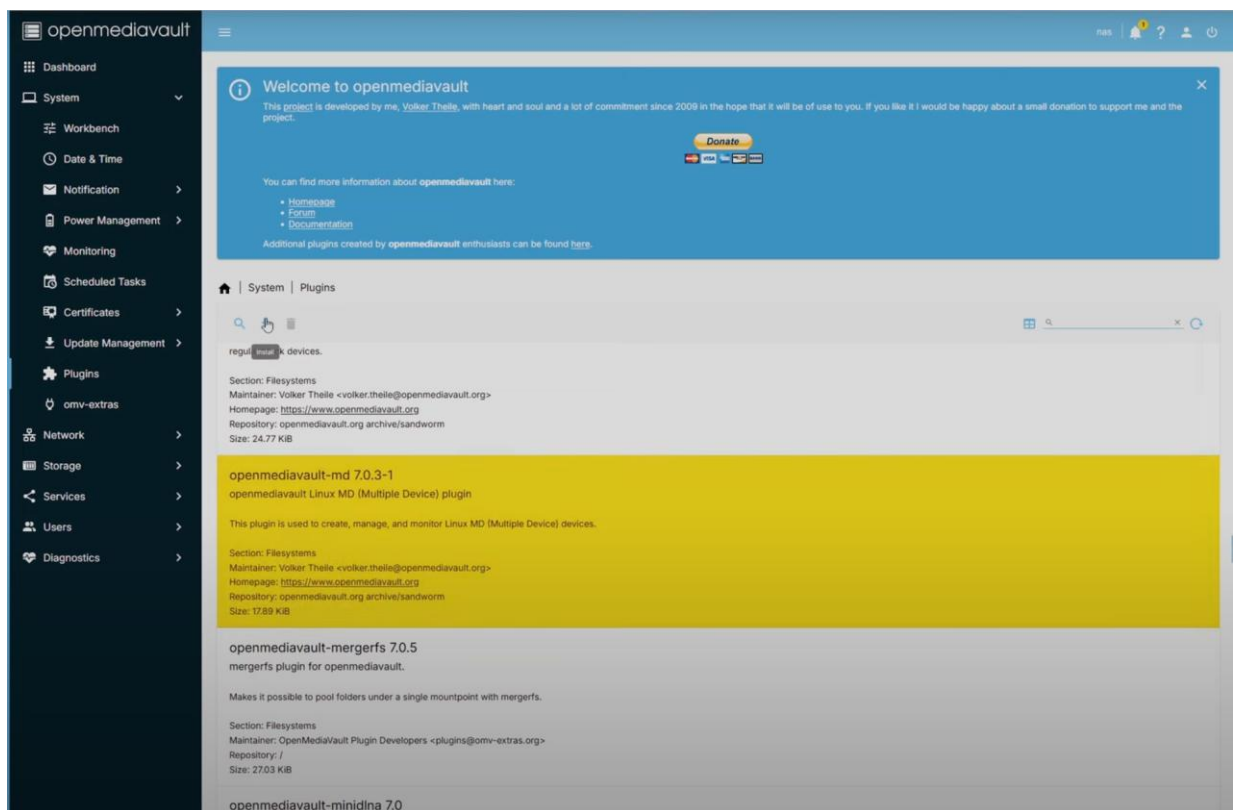 openmediavault
nas
1
?
Dashboard
System
Workbench
Date & Time
Notification
Power Management
Monitoring
Scheduled Tasks
Certificates
Update Management
Plugins
omv-extras
Network
Storage
Services
Users
Diagnostics
Welcome to openmediavault
This project is developed by me, Volker Theile, with heart and soul and a lot of commitment since 2009 in the hope that it will be of use to you. If you like it I would be happy about a small donation to support me and the
project.
Donate
VISA
You can find more information about openmediavault here:
• Homepage
• Forum
• Documentation
Additional plugins created by openmediavault enthusiasts can be found here.
| System | Plugins
Install
regul k devices.
Section: Filesystems
Maintainer: Volker Theile <volker.theile@openmediavault.org>
Homepage: https://www.openmediavault.org
Repository: openmediavault.org archive/sandworm
Size: 24.77 KiB
openmediavault-md 7.0.3-1
openmediavault Linux MD (Multiple Device) plugin
This plugin is used to create, manage, and monitor Linux MD (Multiple Device) devices.
Section: Filesystems
Maintainer: Volker Theile <volker.theile@openmediavault.org>
Homepage: https://www.openmediavault.org
Repository: openmediavault.org archive/sandworm
Size: 17.89 KiB
openmediavault-mergerfs 7.0.5
mergerfs plugin for openmediavault.
Makes it possible to pool folders under a single mountpoint with mergerfs.
Section: Filesystems
Maintainer: OpenMediaVault Plugin Developers <plugins@omv-extras.org>
Repository: /
Size: 27.03 KiB
openmediavault-minidlna 7.0